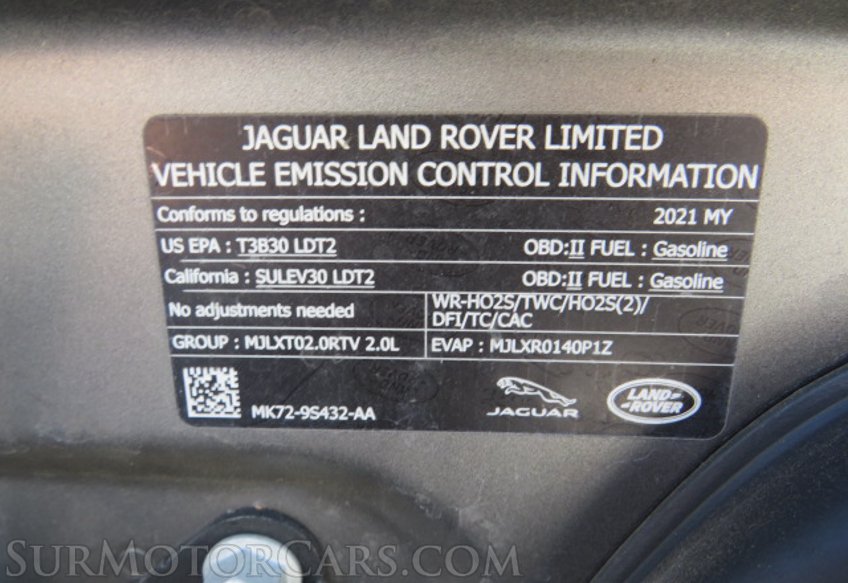 JAGUAR LAND ROVER LIMITED
VEHICLE EMISSION CONTROL INFORMATION
Conforms to regulations : 2021 MY
US EPA : T3B30 LDT2 OBD:II FUEL : Gasoline
California : SULEV30 LDT2 OBD:II FUEL : Gasoline
No adjustments needed
WR-HO2S/TWC/HO2S(2)/
DFI/TC/CAC
GROUP : MJLXT02.0RTV 2.0L EVAP : MJLXR0140P1Z
MK72-9S432-AA
JAGUAR
LAND
ROVER
SurMotorCars.com